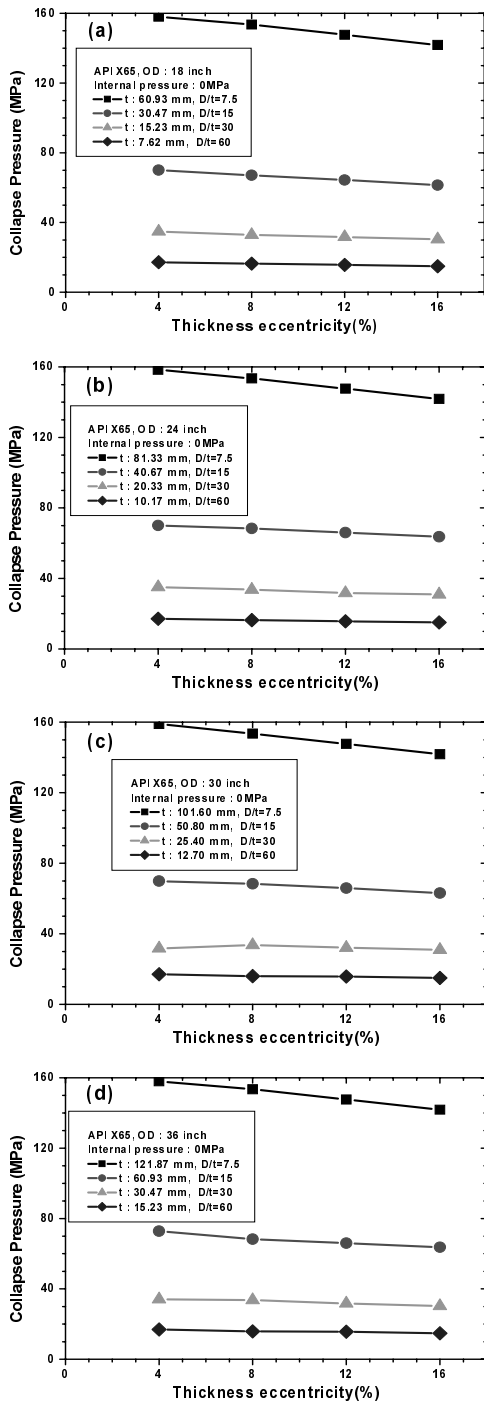 (a)
API X65, OD : 18 inch
Internal pressure : 0MPa
t : 60.93 mm, D/t=7.5
t : 30.47 mm, D/t=15
t : 15.23 mm, D/t=30
t : 7.62 mm, D/t=60
Collapse Pressure (MPa)
160
120
80
40
0
0 4 8 12 16
Thickness eccentricity(%)
(b)
API X65, OD : 24 inch
Internal pressure : 0MPa
t : 81.33 mm, D/t=7.5
t : 40.67 mm, D/t=15
t : 20.33 mm, D/t=30
t : 10.17 mm, D/t=60
Collapse Pressure (MPa)
160
120
80
40
0
0 4 8 12 16
Thickness eccentricity(%)
(c)
API X65, OD : 30 inch
Internal pressure : 0MPa
t : 101.60 mm, D/t=7.5
t : 50.80 mm, D/t=15
t : 25.40 mm, D/t=30
t : 12.70 mm, D/t=60
Collapse Pressure (MPa)
160
120
80
40
0
0 4 8 12 16
Thickness eccentricity(%)
(d)
API X65, OD : 36 inch
Internal pressure : 0MPa
t : 121.87 mm, D/t=7.5
t : 60.93 mm, D/t=15
t : 30.47 mm, D/t=30
t : 15.23 mm, D/t=60
Collapse Pressure (MPa)
160
120
80
40
0
0 4 8 12 16
Thickness eccentricity(%)